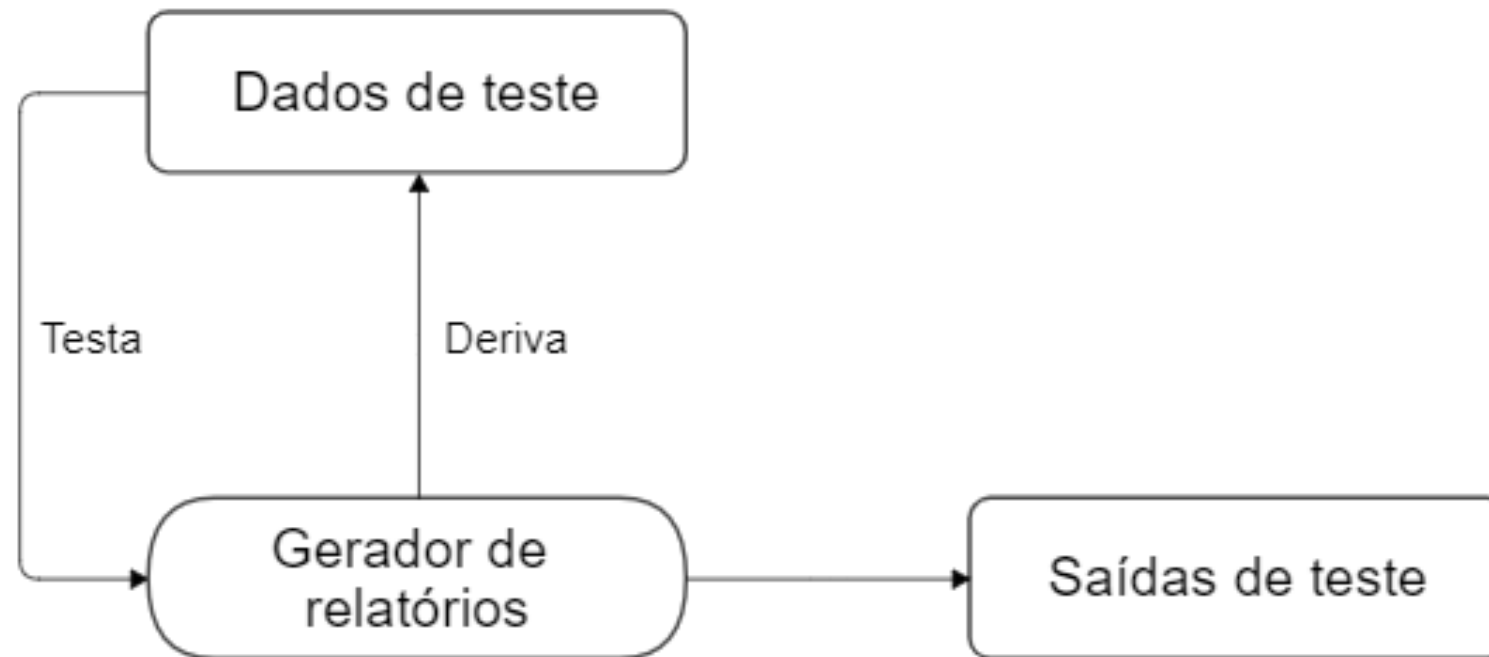 Dados de teste
Testa
Deriva
Gerador de
relatórios
Saídas de teste